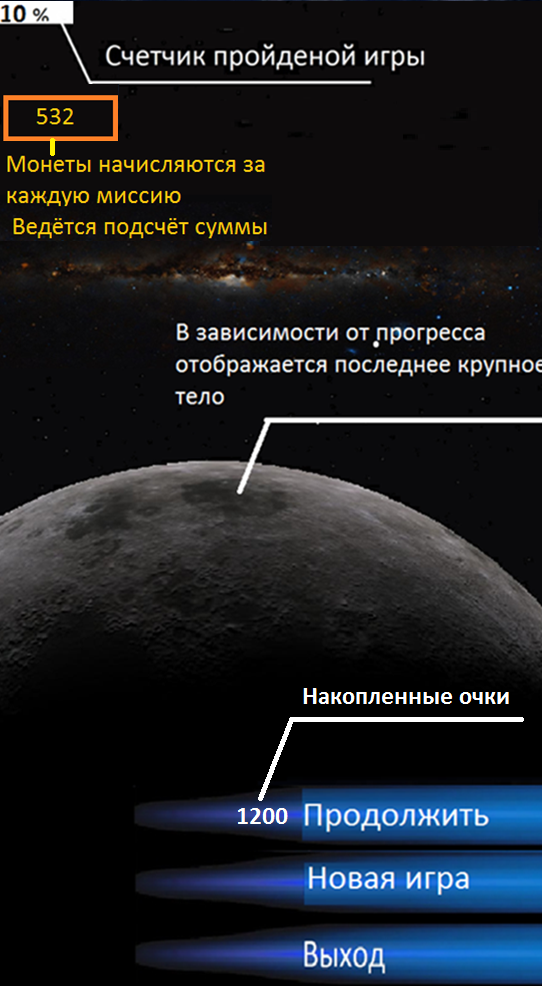 10 %
Счетчик пройденой игры
532
Монеты начисляются за
каждую миссию
Ведётся подсчёт суммы
В зависимости от прогресса
отображается последнее крупное
тело
Накопленные очки
1200 Продолжить
Новая игра
Выход